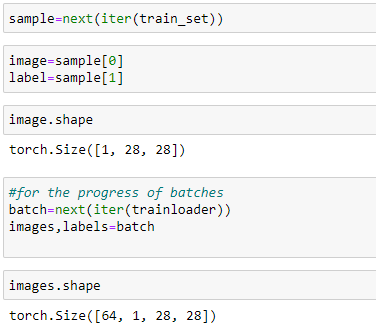 sample=next(iter(train_set))
image=sample[0]
label=sample[1]
image.shape
torch.Size([1, 28, 28])
#for the progress of batches
batch=next(iter(trainloader))
images,labels=batch
images.shape
torch.Size([64, 1, 28, 28])